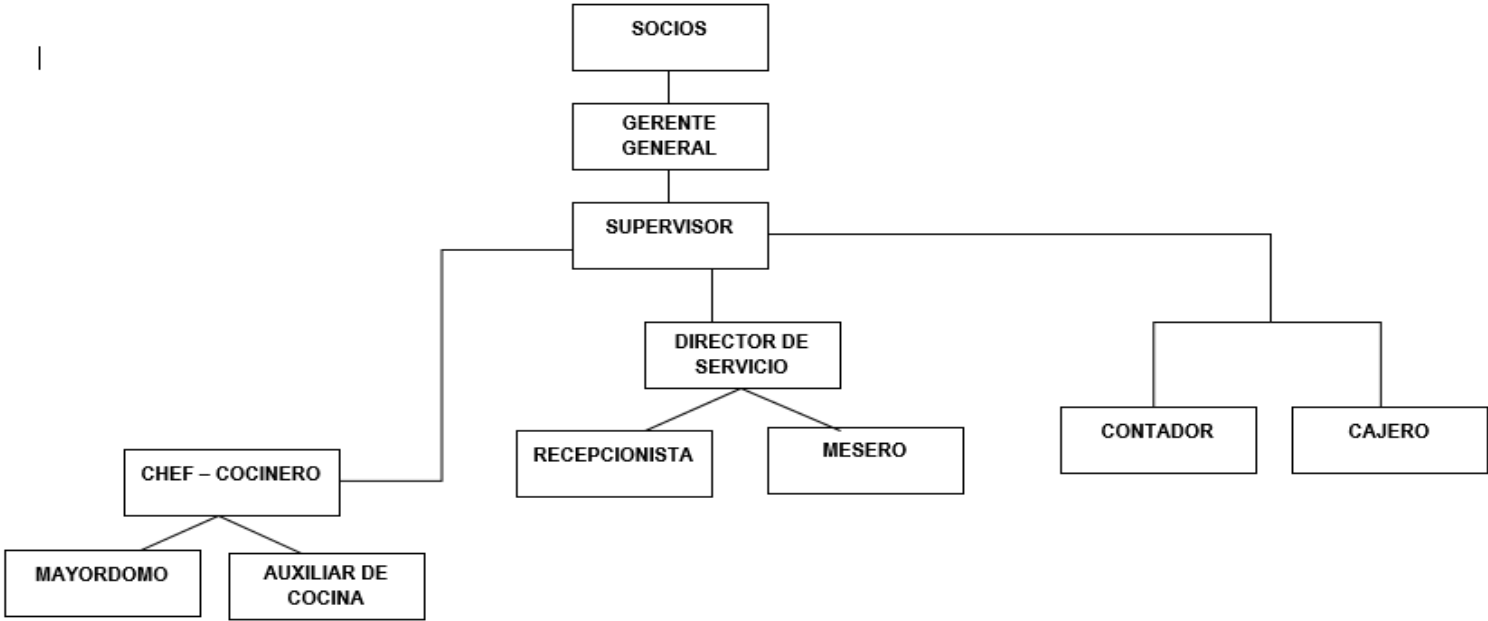 SOCIOS
GERENTE
GENERAL
SUPERVISOR
DIRECTOR DE
SERVICIO
RECEPCIONISTA
MESERO
CONTADOR
CAJERO
CHEF – COCINERO
MAYORDOMO
AUXILIAR DE
COCINA